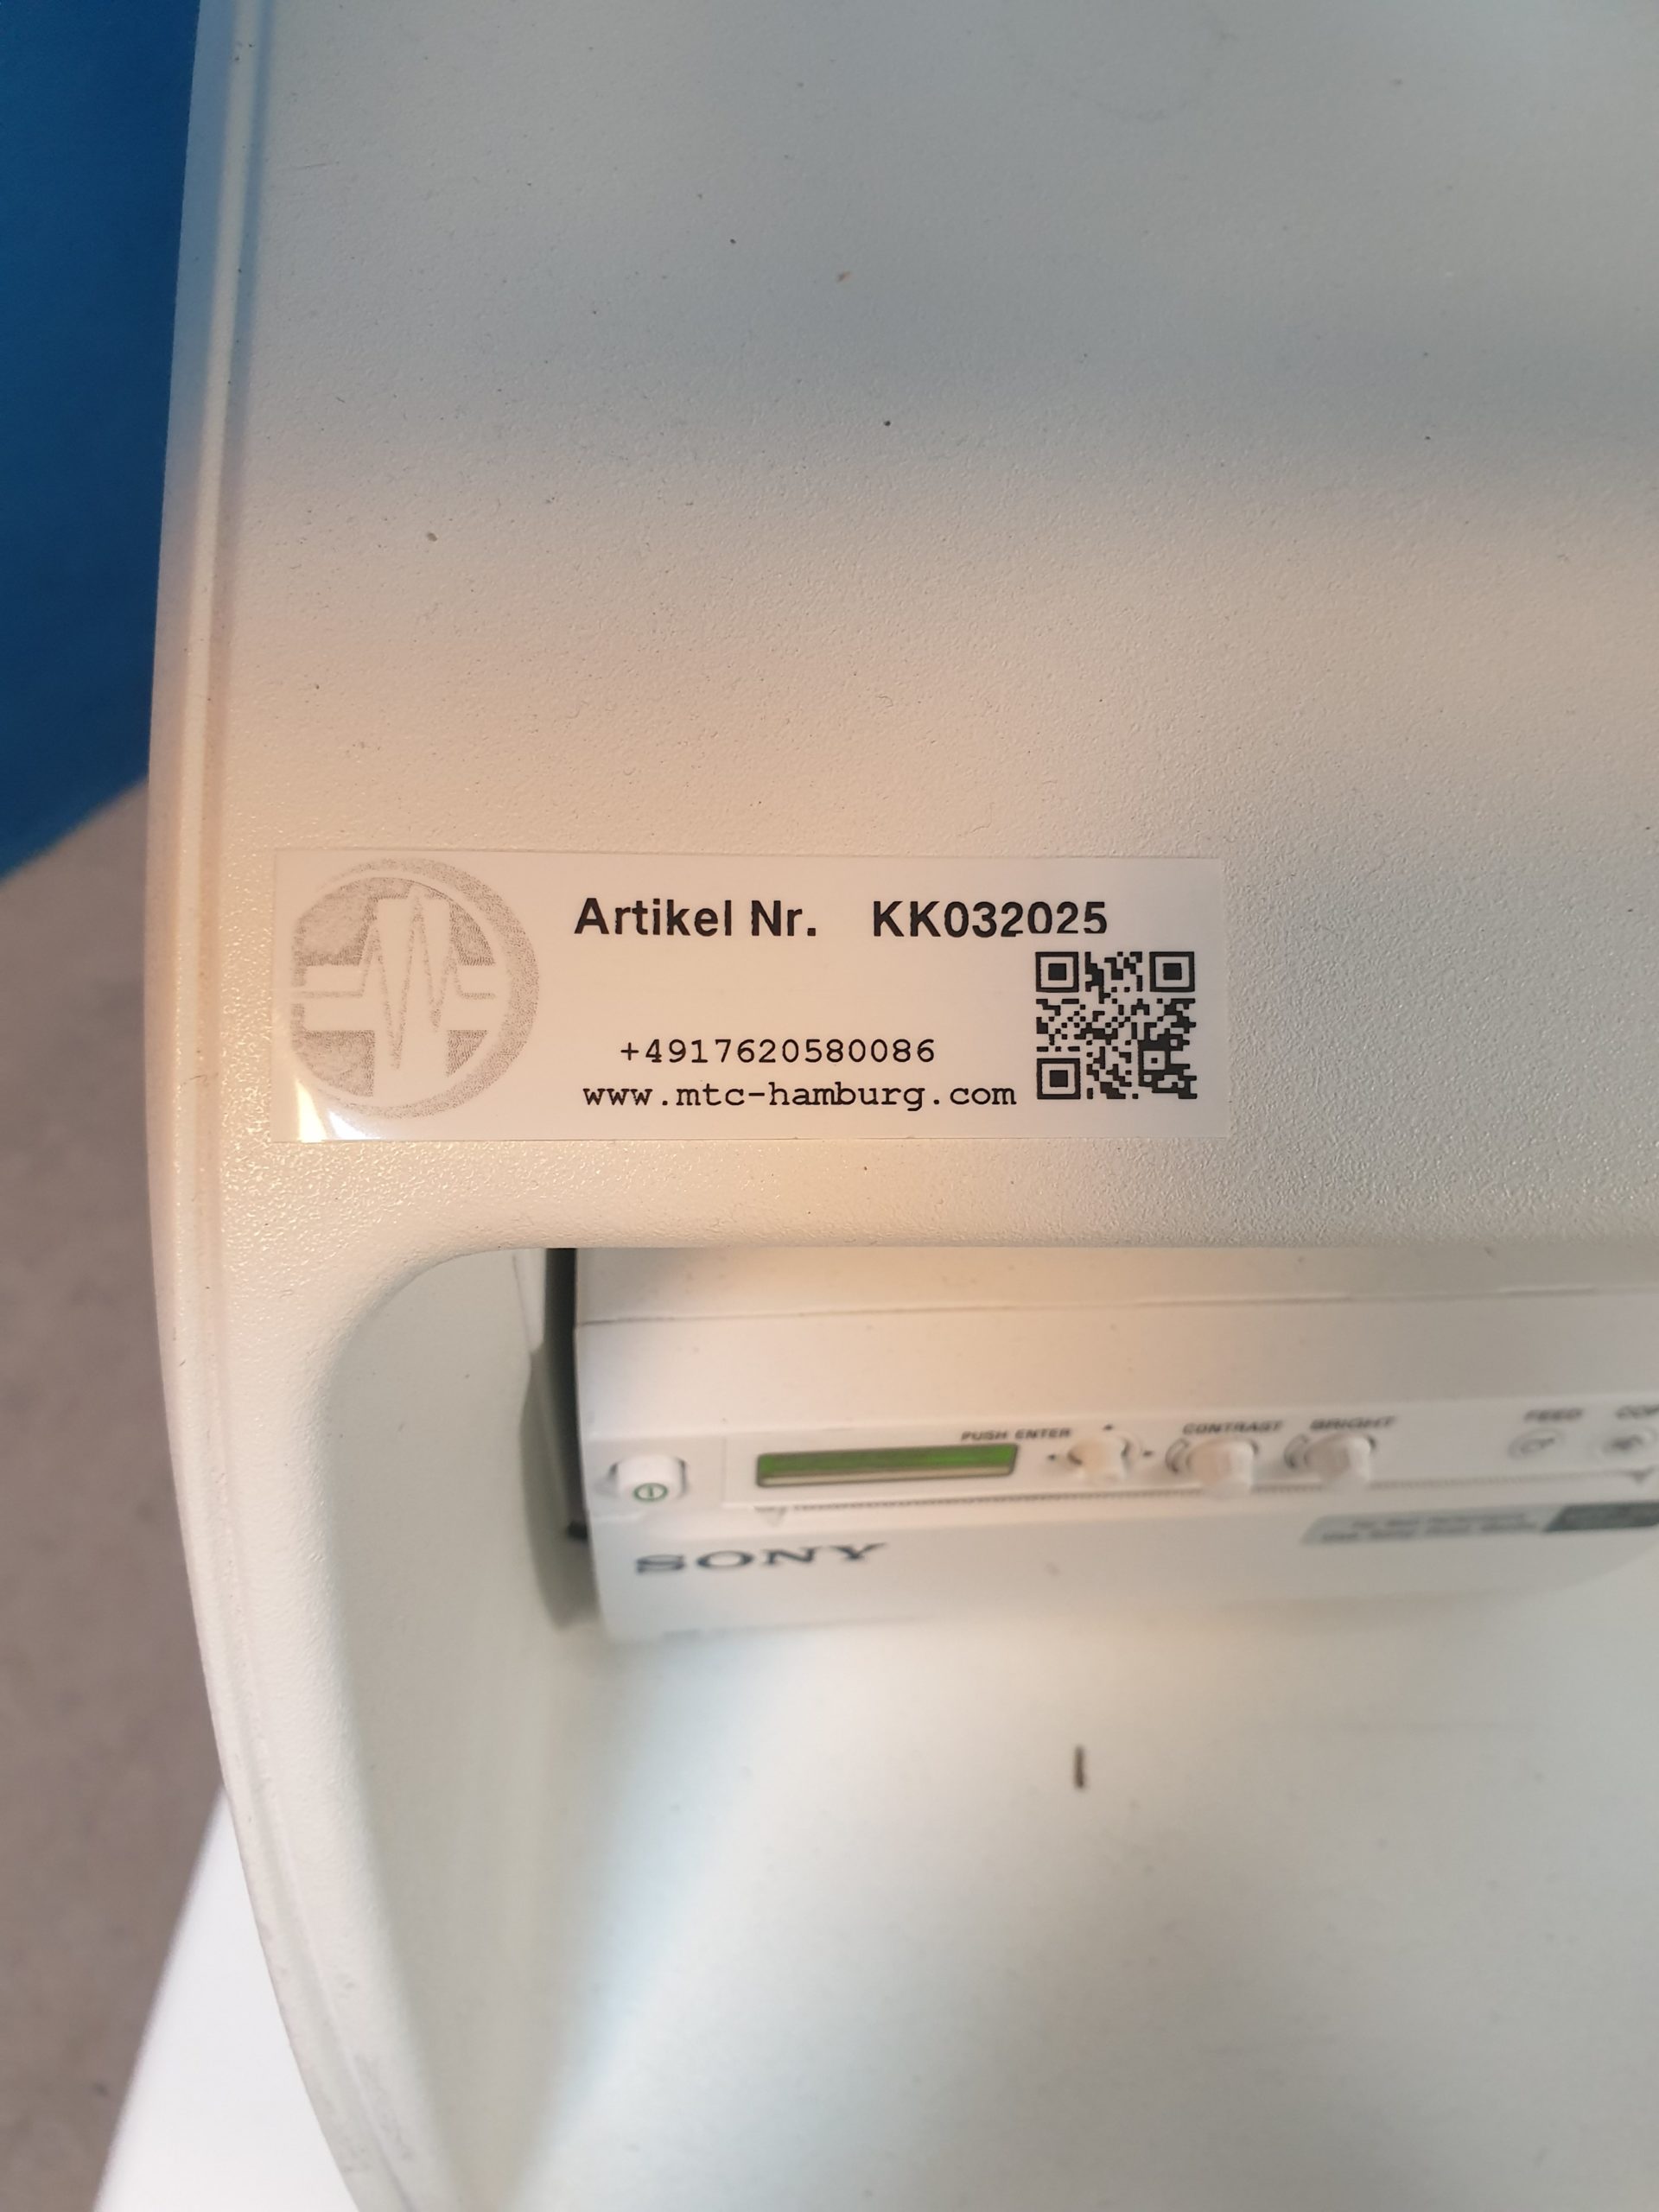 Artikel Nr. KK032025
+4917620580086
www.mtc-hamburg.com
PUSH ENTER
CONTRAST
BRIGHT
FEED
SONY